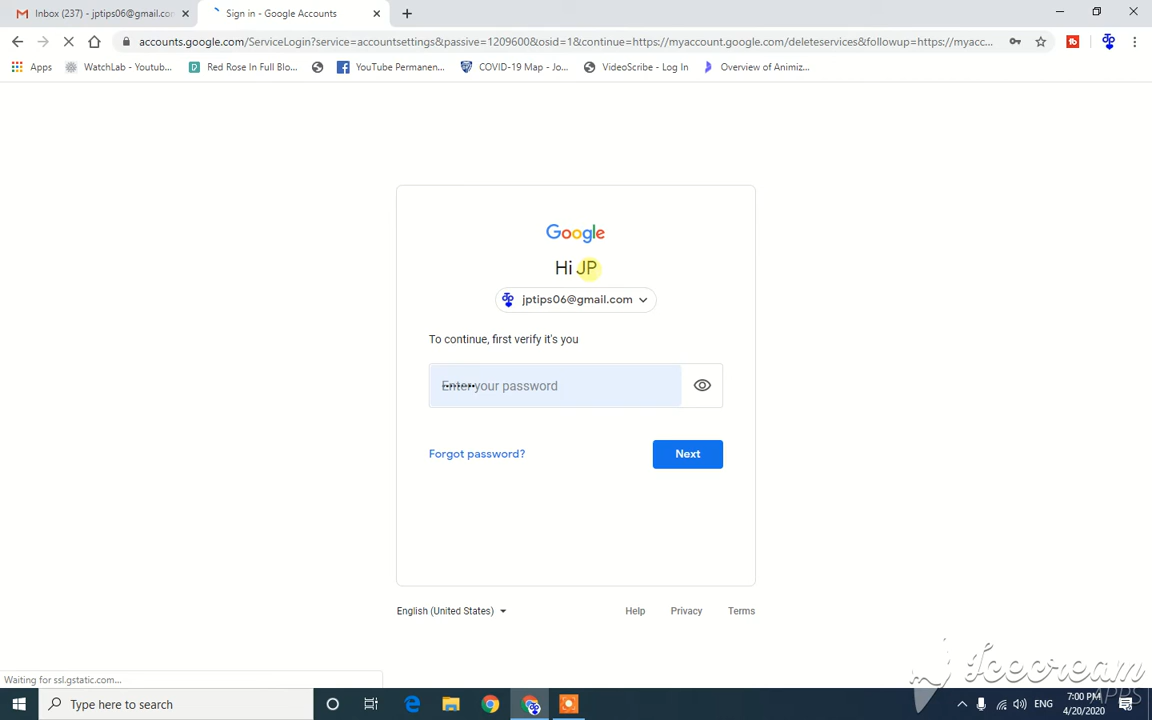 Inbox (237) - jptips06@gmail.com
Sign in - Google Accounts
accounts.google.com/ServiceLogin?service=accountsettings&passive=1209600&osid=1&continue=https://myaccount.google.com/deleteservices&followup=https://myacc...
Apps
WatchLab - Youtub...
Red Rose In Full Blo...
YouTube Permanen...
COVID-19 Map - Jo...
VideoScribe - Log In
Overview of Animiz...
Google
Hi JP
jptips06@gmail.com
To continue, first verify it's you
Enter your password
Forgot password?
Next
English (United States)
Help
Privacy
Terms
Waiting for ssl.gstatic.com...
Icecream
APPS
Type here to search
ENG
7:00 PM
4/20/2020